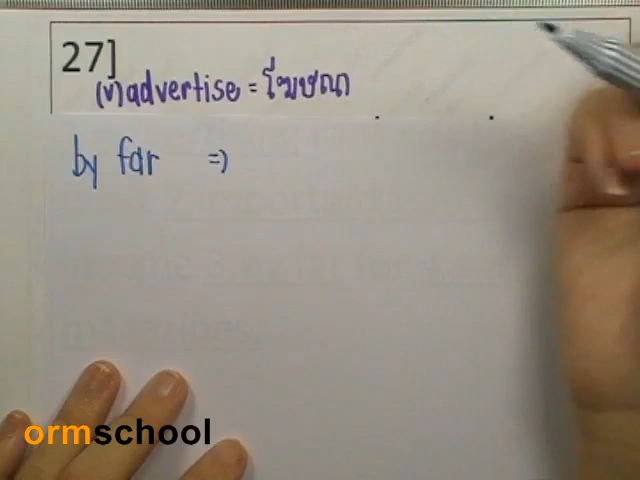 27]
(v) advertise = โฆษณา
by far =>
ormschool